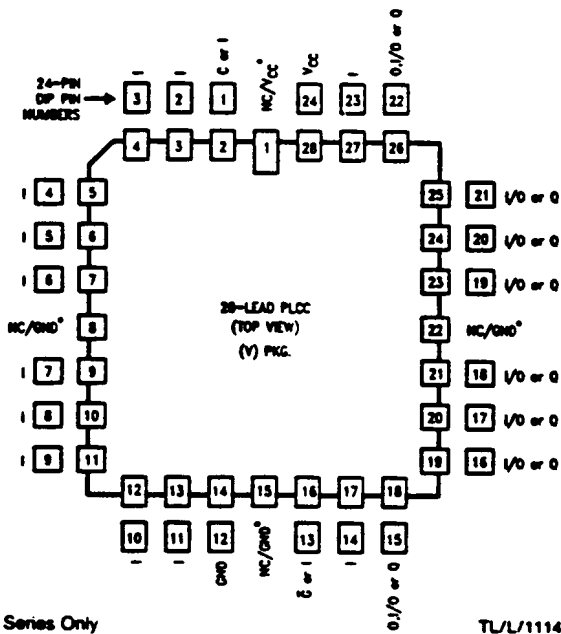 C or I
NC/VCC*
VCC
I
O,I/O or Q
I
I
24-PIN
DIP PIN
NUMBERS
3 2 1 24 23 22
4 3 2 1 28 27 26
I 4 5 25 21 I/O or Q
I 5 6 24 20 I/O or Q
I 6 7 23 19 I/O or Q
NC/GND* 8 22 NC/GND*
28-LEAD PLCC
(TOP VIEW)
(V) PKG.
I 7 9 21 18 I/O or Q
I 8 10 20 17 I/O or Q
I 9 11 19 16 I/O or Q
12 13 14 15 16 17 18
10 11 12 13 14 15
I I GND NC/GND* I O,I/O or Q
Series Only
TL/L/1114